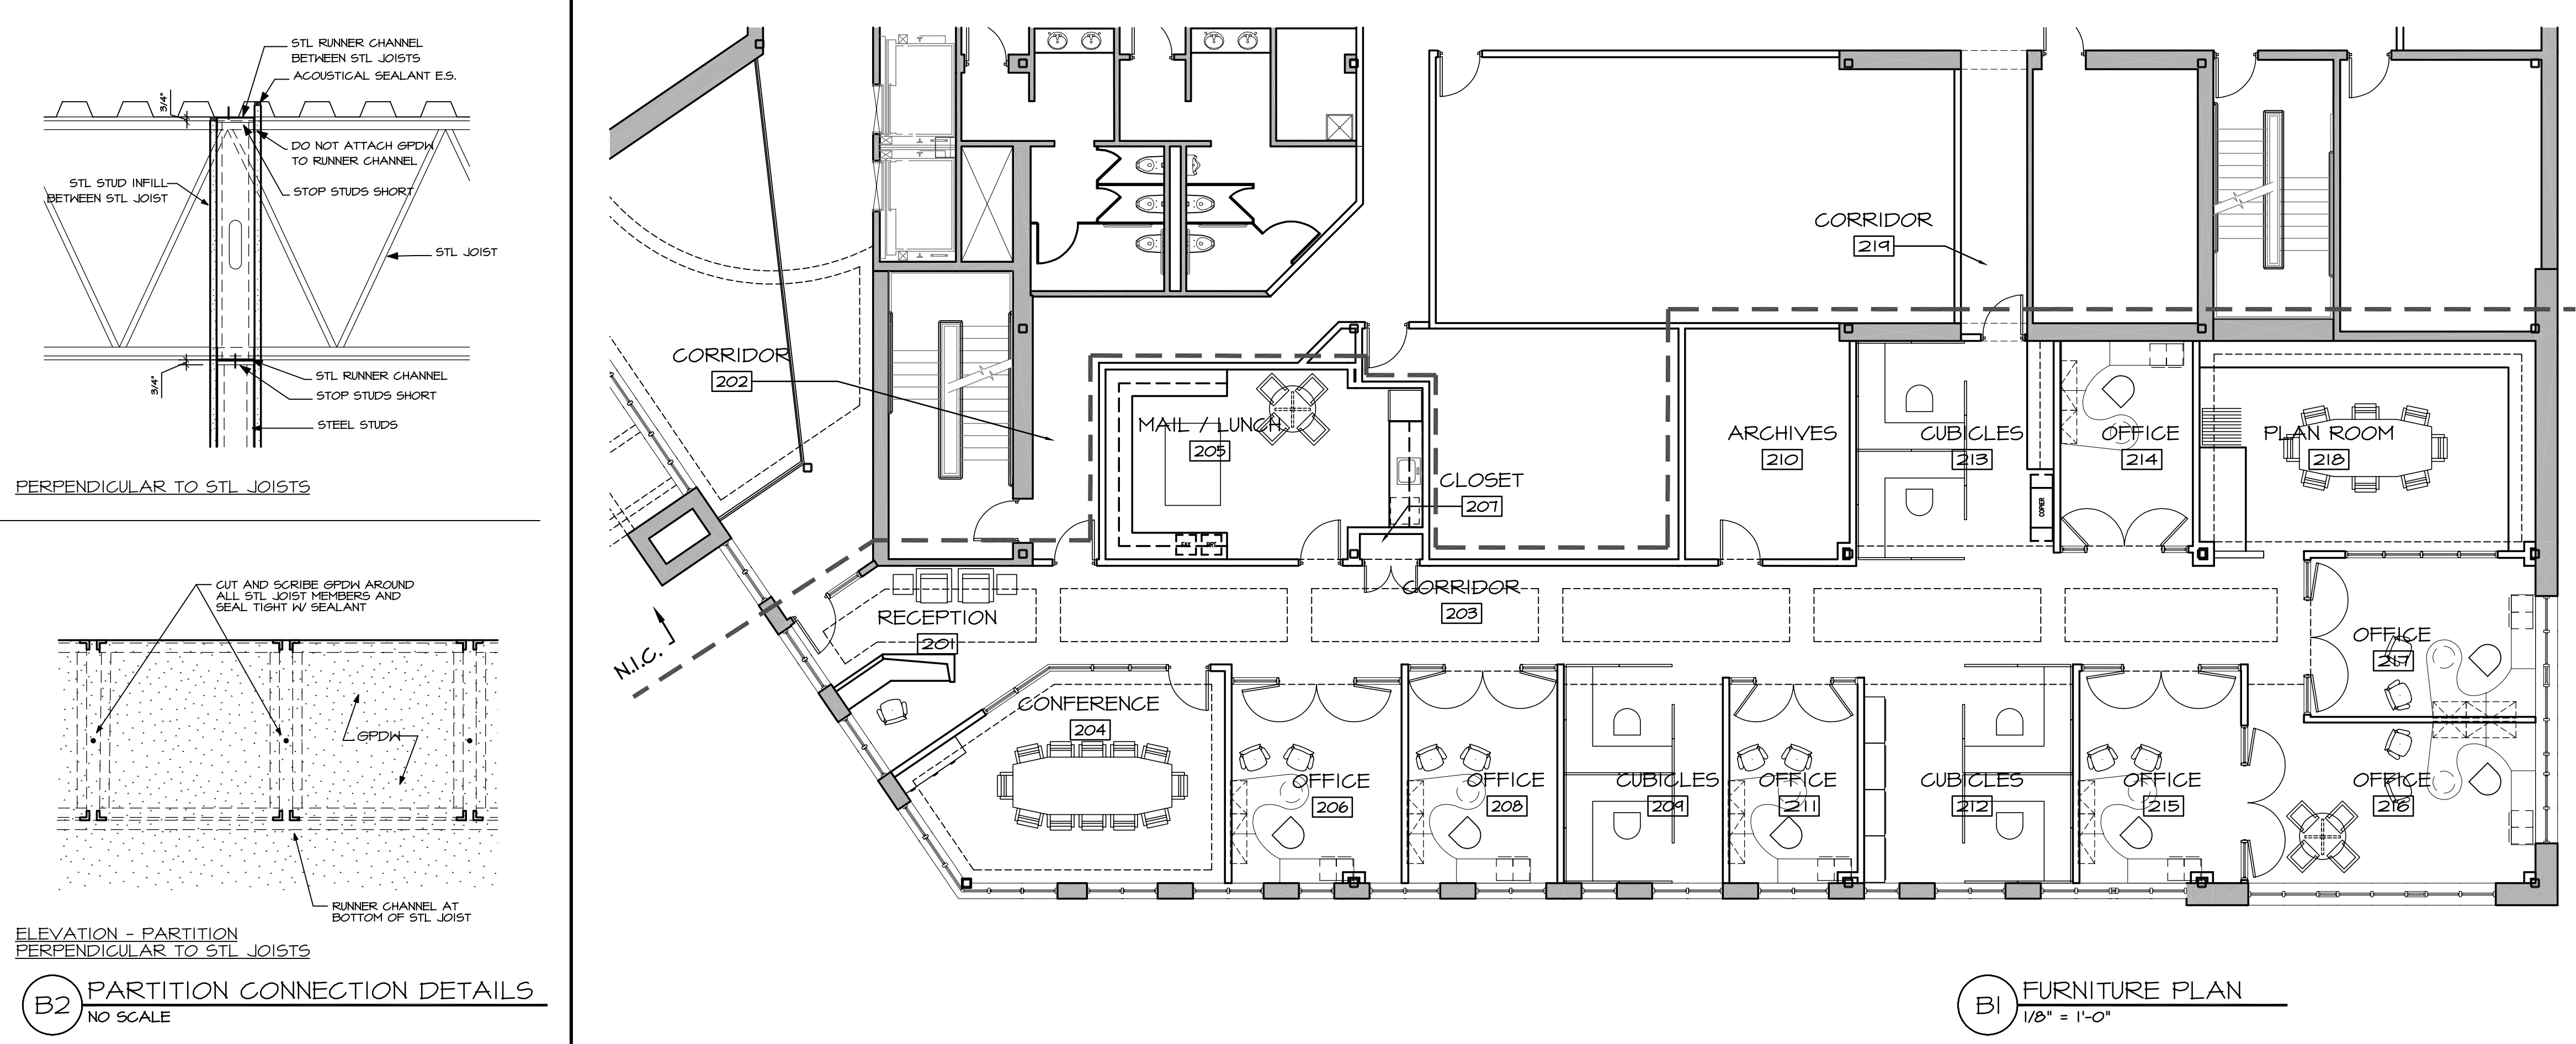 STL RUNNER CHANNEL
BETWEEN STL JOISTS
ACOUSTICAL SEALANT E.S.
3/4"
DO NOT ATTACH GPDW
TO RUNNER CHANNEL
STL STUD INFILL
BETWEEN STL JOIST
STOP STUDS SHORT
STL JOIST
3/4"
STL RUNNER CHANNEL
STOP STUDS SHORT
STEEL STUDS
PERPENDICULAR TO STL JOISTS
CUT AND SCRIBE GPDW AROUND
ALL STL JOIST MEMBERS AND
SEAL TIGHT W/ SEALANT
GPDW
RUNNER CHANNEL AT
BOTTOM OF STL JOIST
ELEVATION - PARTITION
PERPENDICULAR TO STL JOISTS
B2
PARTITION CONNECTION DETAILS
NO SCALE
CORRIDOR
219
CORRIDOR
202
MAIL / LUNCH
205
CLOSET
207
ARCHIVES
210
CUBICLES
213
OFFICE
214
PLAN ROOM
218
COPIER
FAX
PRT
CORRIDOR
203
RECEPTION
201
N.I.C.
CONFERENCE
204
OFFICE
206
OFFICE
208
CUBICLES
209
OFFICE
211
CUBICLES
212
OFFICE
215
OFFICE
217
OFFICE
216
B1
FURNITURE PLAN
1/8" = 1'-0"